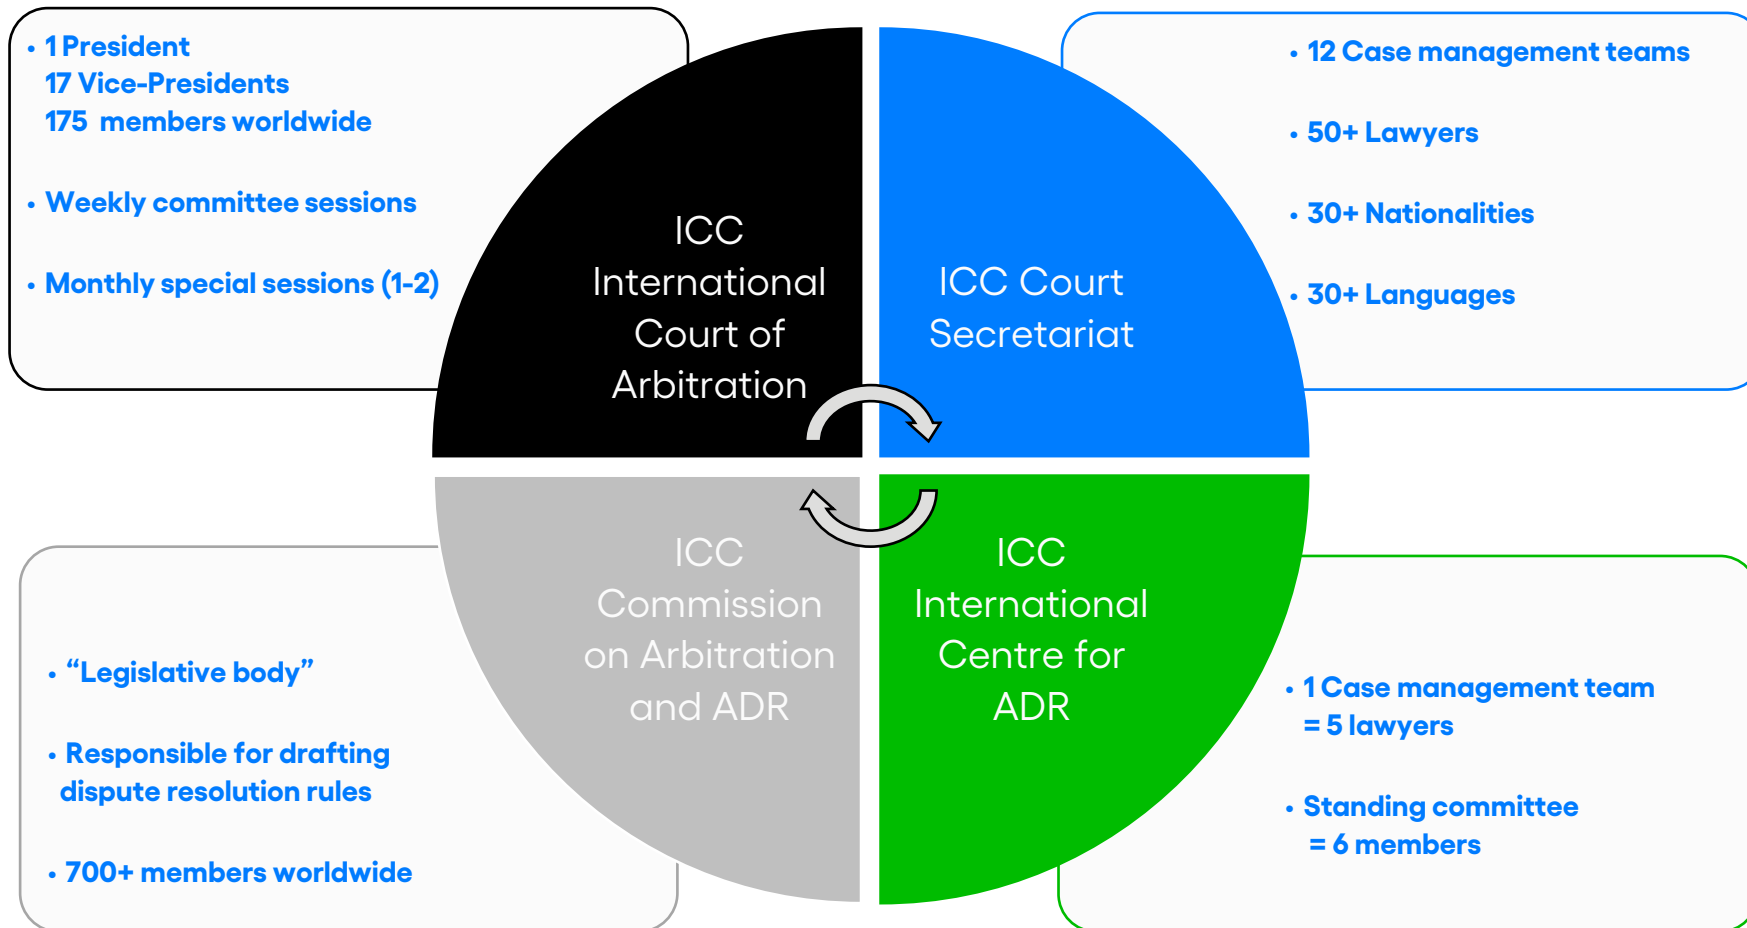 • 1 President
17 Vice-Presidents
175 members worldwide
• Weekly committee sessions
• Monthly special sessions (1-2)
ICC
International
Court of
Arbitration
ICC Court
Secretariat
• 12 Case management teams
• 50+ Lawyers
• 30+ Nationalities
• 30+ Languages
• “Legislative body”
• Responsible for drafting
dispute resolution rules
• 700+ members worldwide
ICC
Commission
on Arbitration
and ADR
ICC
International
Centre for
ADR
• 1 Case management team
= 5 lawyers
• Standing committee
= 6 members